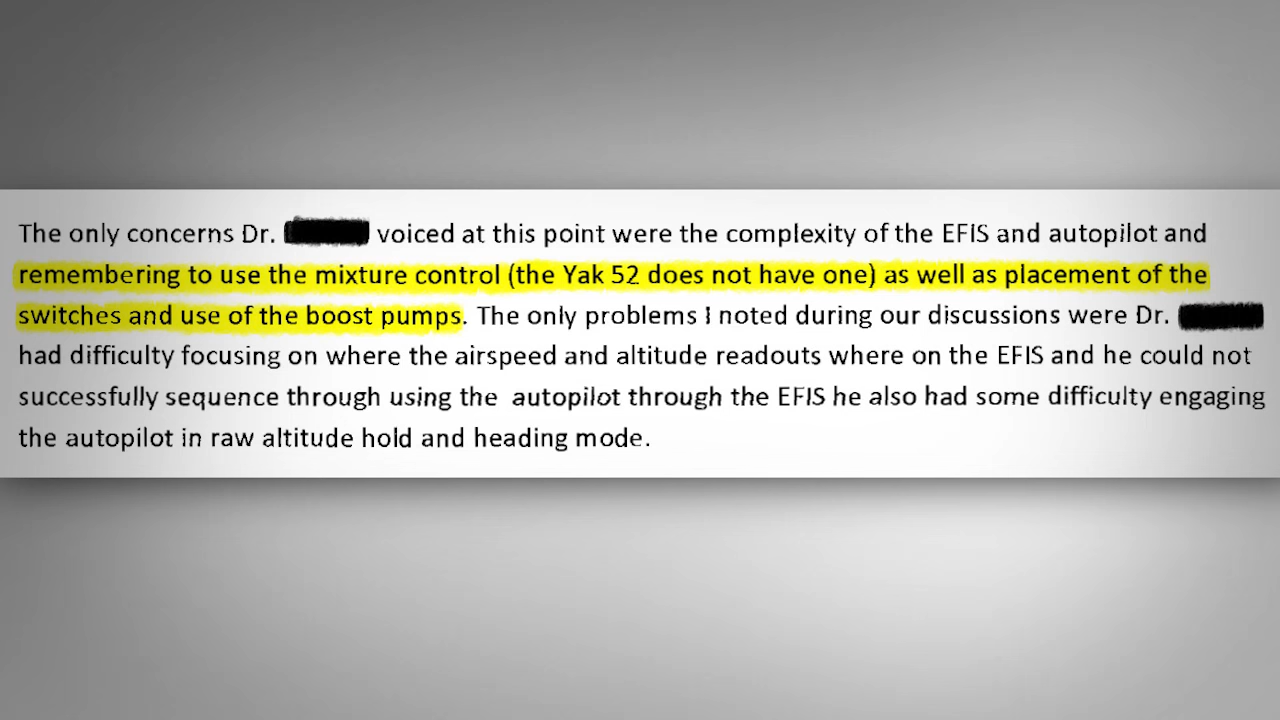 The only concerns Dr. voiced at this point were the complexity of the EFIS and autopilot and
remembering to use the mixture control (the Yak 52 does not have one) as well as placement of the
switches and use of the boost pumps. The only problems I noted during our discussions were Dr.
had difficulty focusing on where the airspeed and altitude readouts where on the EFIS and he could not
successfully sequence through using the autopilot through the EFIS he also had some difficulty engaging
the autopilot in raw altitude hold and heading mode.